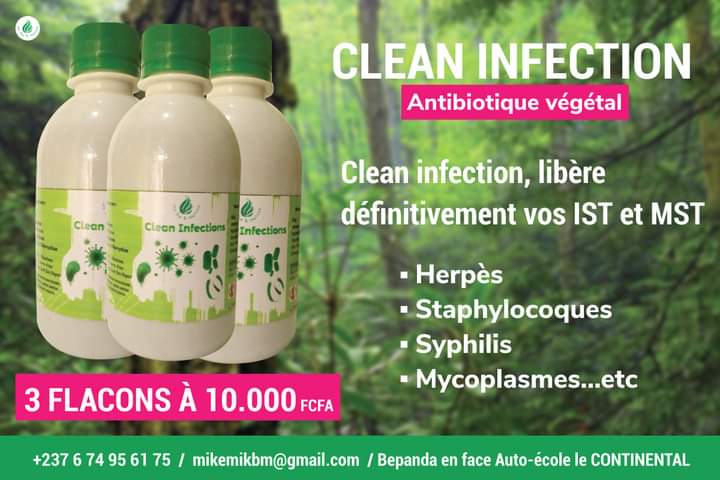 CLEAN INFECTION
Antibiotique végétal
Clean infection, libère
définitivement vos IST et MST
▪ Herpès
▪ Staphylocoques
▪ Syphilis
▪ Mycoplasmes...etc
Clean Infections
Infections
3 FLACONS À 10.000 FCFA
+237 6 74 95 61 75 / mikemikbm@gmail.com / Bepanda en face Auto-école le CONTINENTAL